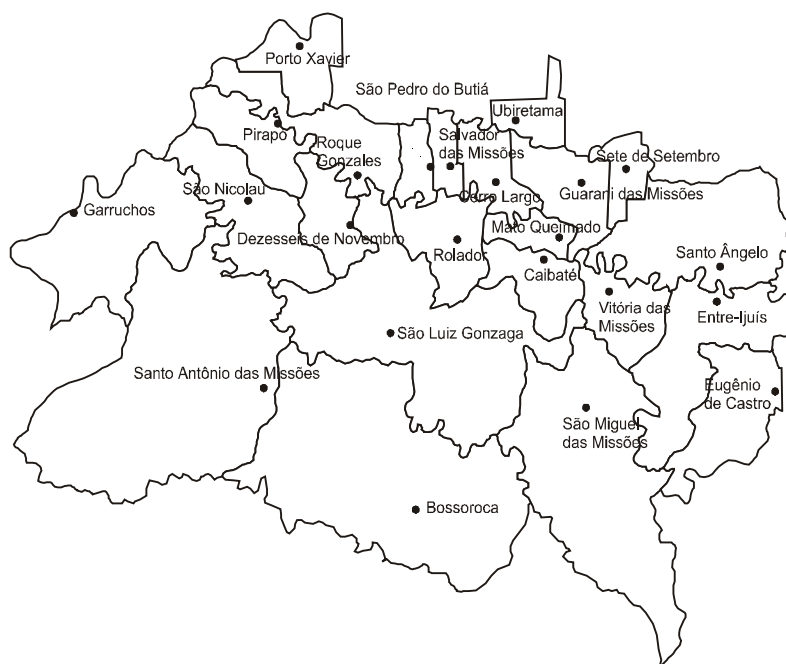 Porto Xavier
São Pedro do Butiá
Ubiretama
Pirapó
Roque
Gonzales
Salvador
das Missões
Sete de Setembro
São Nicolau
Cerro Largo
Guarani das Missões
Garruchos
Dezesseis de Novembro
Mato Queimado
Rolador
Santo Ângelo
Caibaté
Vitória das
Missões
Entre-Ijuís
São Luiz Gonzaga
Santo Antônio das Missões
Eugênio
de Castro
São Miguel
das Missões
Bossoroca